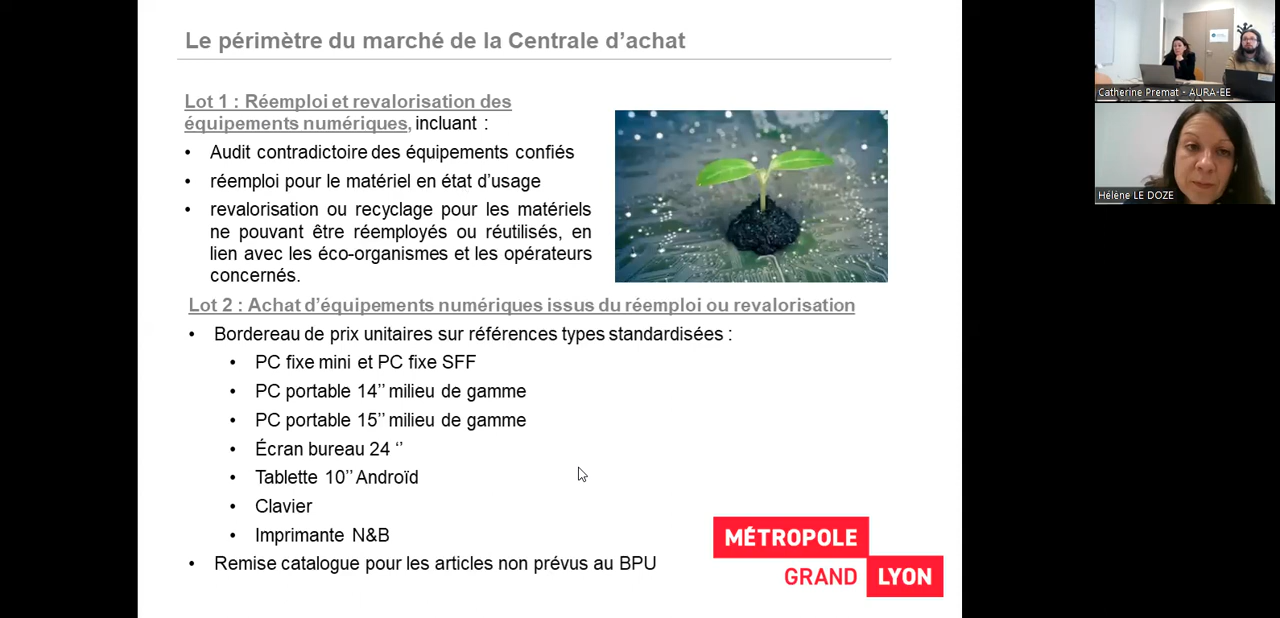 Le périmètre du marché de la Centrale d’achat
Lot 1 : Réemploi et revalorisation des
équipements numériques, incluant :
• Audit contradictoire des équipements confiés
• réemploi pour le matériel en état d’usage
• revalorisation ou recyclage pour les matériels
ne pouvant être réemployés ou réutilisés, en
lien avec les éco-organismes et les opérateurs
concernés.
Lot 2 : Achat d’équipements numériques issus du réemploi ou revalorisation
• Bordereau de prix unitaires sur références types standardisées :
• PC fixe mini et PC fixe SFF
• PC portable 14’’ milieu de gamme
• PC portable 15’’ milieu de gamme
• Écran bureau 24 ‘’
• Tablette 10’’ Androïd
• Clavier
• Imprimante N&B
• Remise catalogue pour les articles non prévus au BPU
MÉTROPOLE
GRAND LYON
Catherine Premat - AURA-EE
Hélène LE DOZE